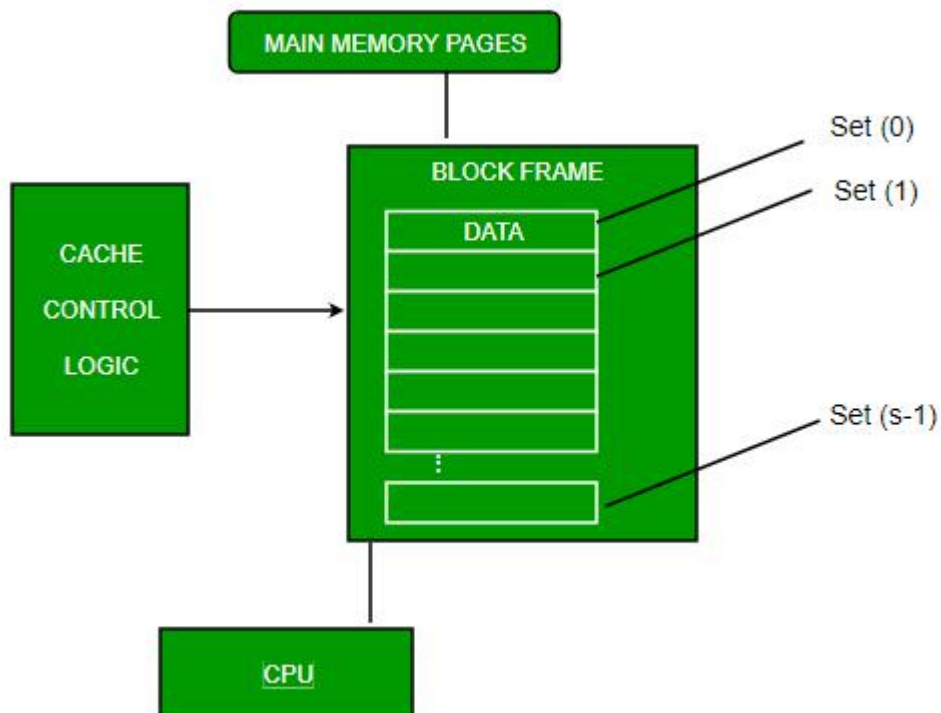 MAIN MEMORY PAGES
Set (0)
BLOCK FRAME
Set (1)
DATA
CACHE
CONTROL
LOGIC
Set (s-1)
CPU